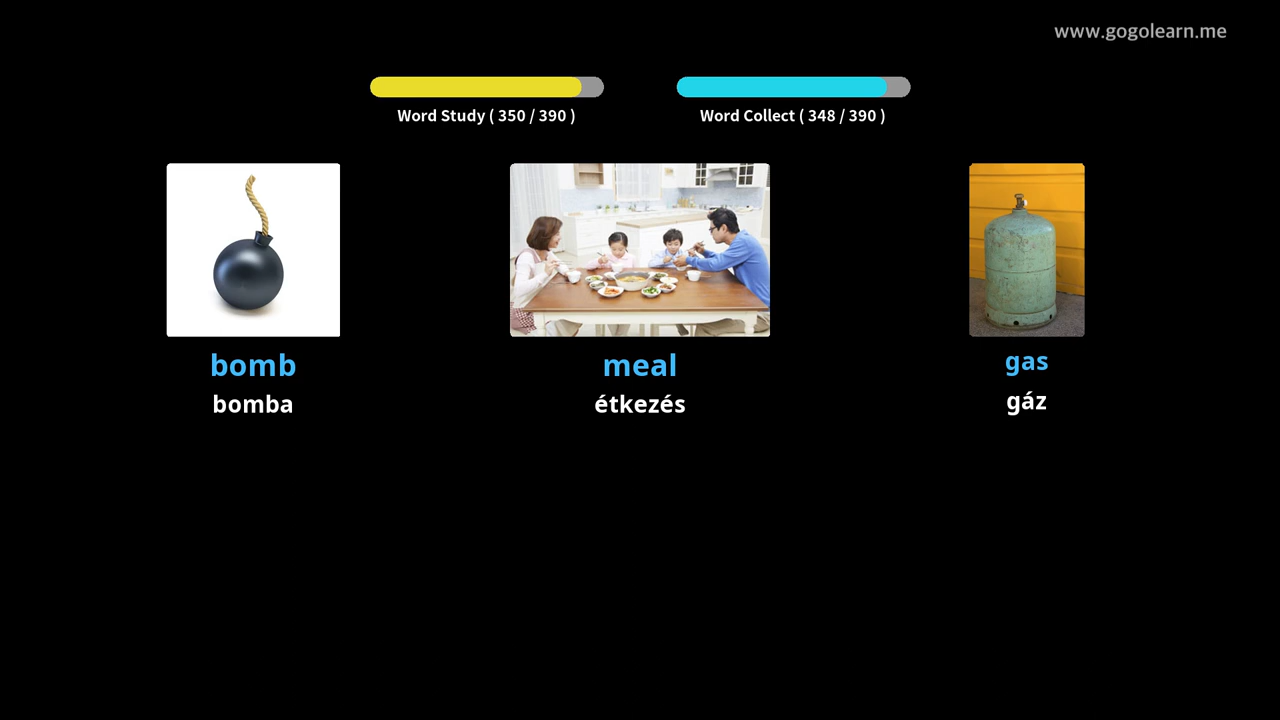 www.gogolearn.me
Word Study ( 350 / 390 )
Word Collect ( 348 / 390 )
bomb
bomba
meal
étkezés
gas
gáz